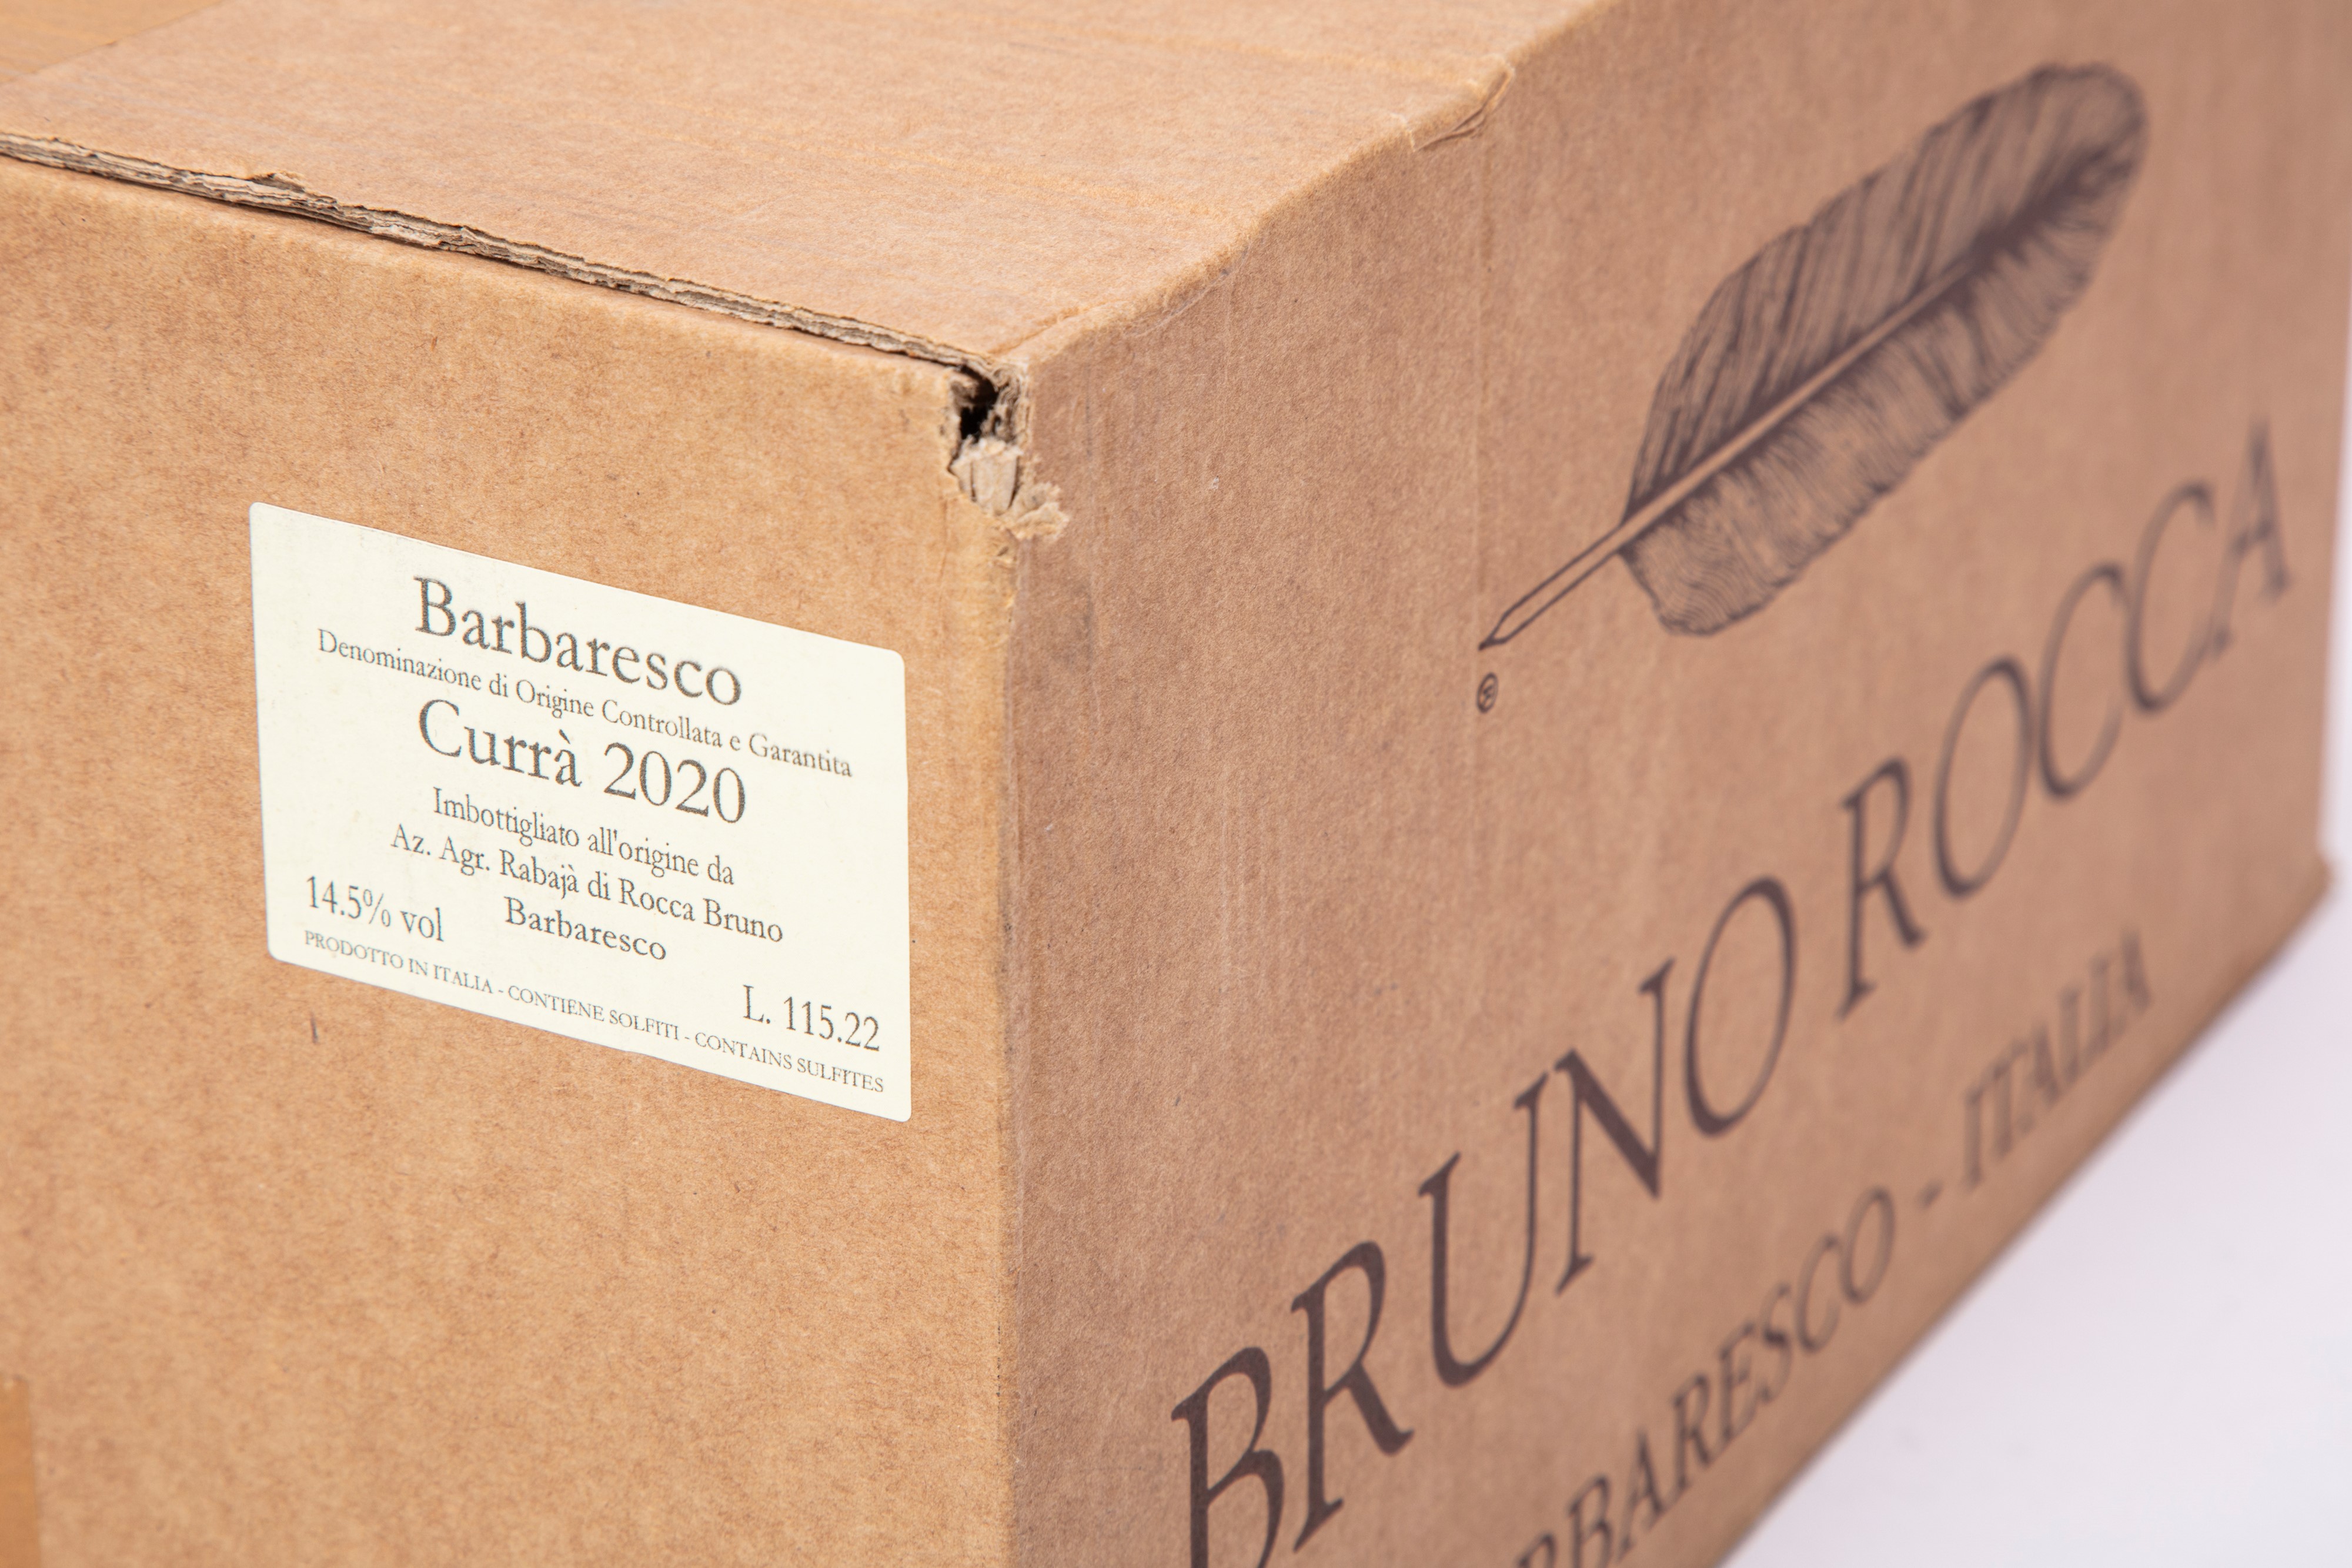 Barbaresco
Denominazione di Origine Controllata e Garantita
Currà 2020
Imbottigliato all'origine da
Az. Agr. Rabajà di Rocca Bruno
14.5% vol Barbaresco
L. 115.22
PRODOTTO IN ITALIA - CONTIENE SOLFITI - CONTAINS SULFITES
®
BRUNO ROCCA
RBARESCO - ITALIA